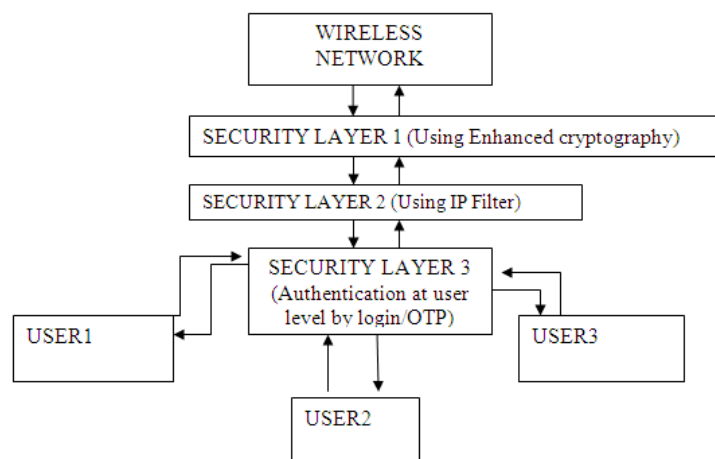 WIRELESS
NETWORK
SECURITY LAYER 1 (Using Enhanced cryptography)
SECURITY LAYER 2 (Using IP Filter)
SECURITY LAYER 3
(Authentication at user
level by login/OTP)
USER1
USER3
USER2